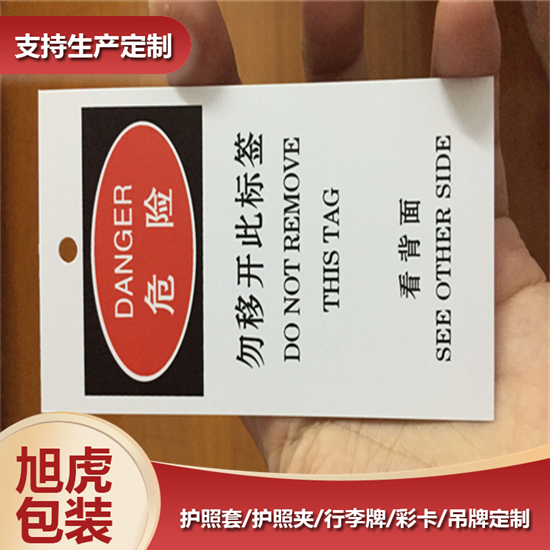 支持生产定制
DANGER
危险
勿移开此标签
DO NOT REMOVE
THIS TAG
看背面
SEE OTHER SIDE
旭虎
包装
护照套/护照夹/行李牌/彩卡/吊牌定制